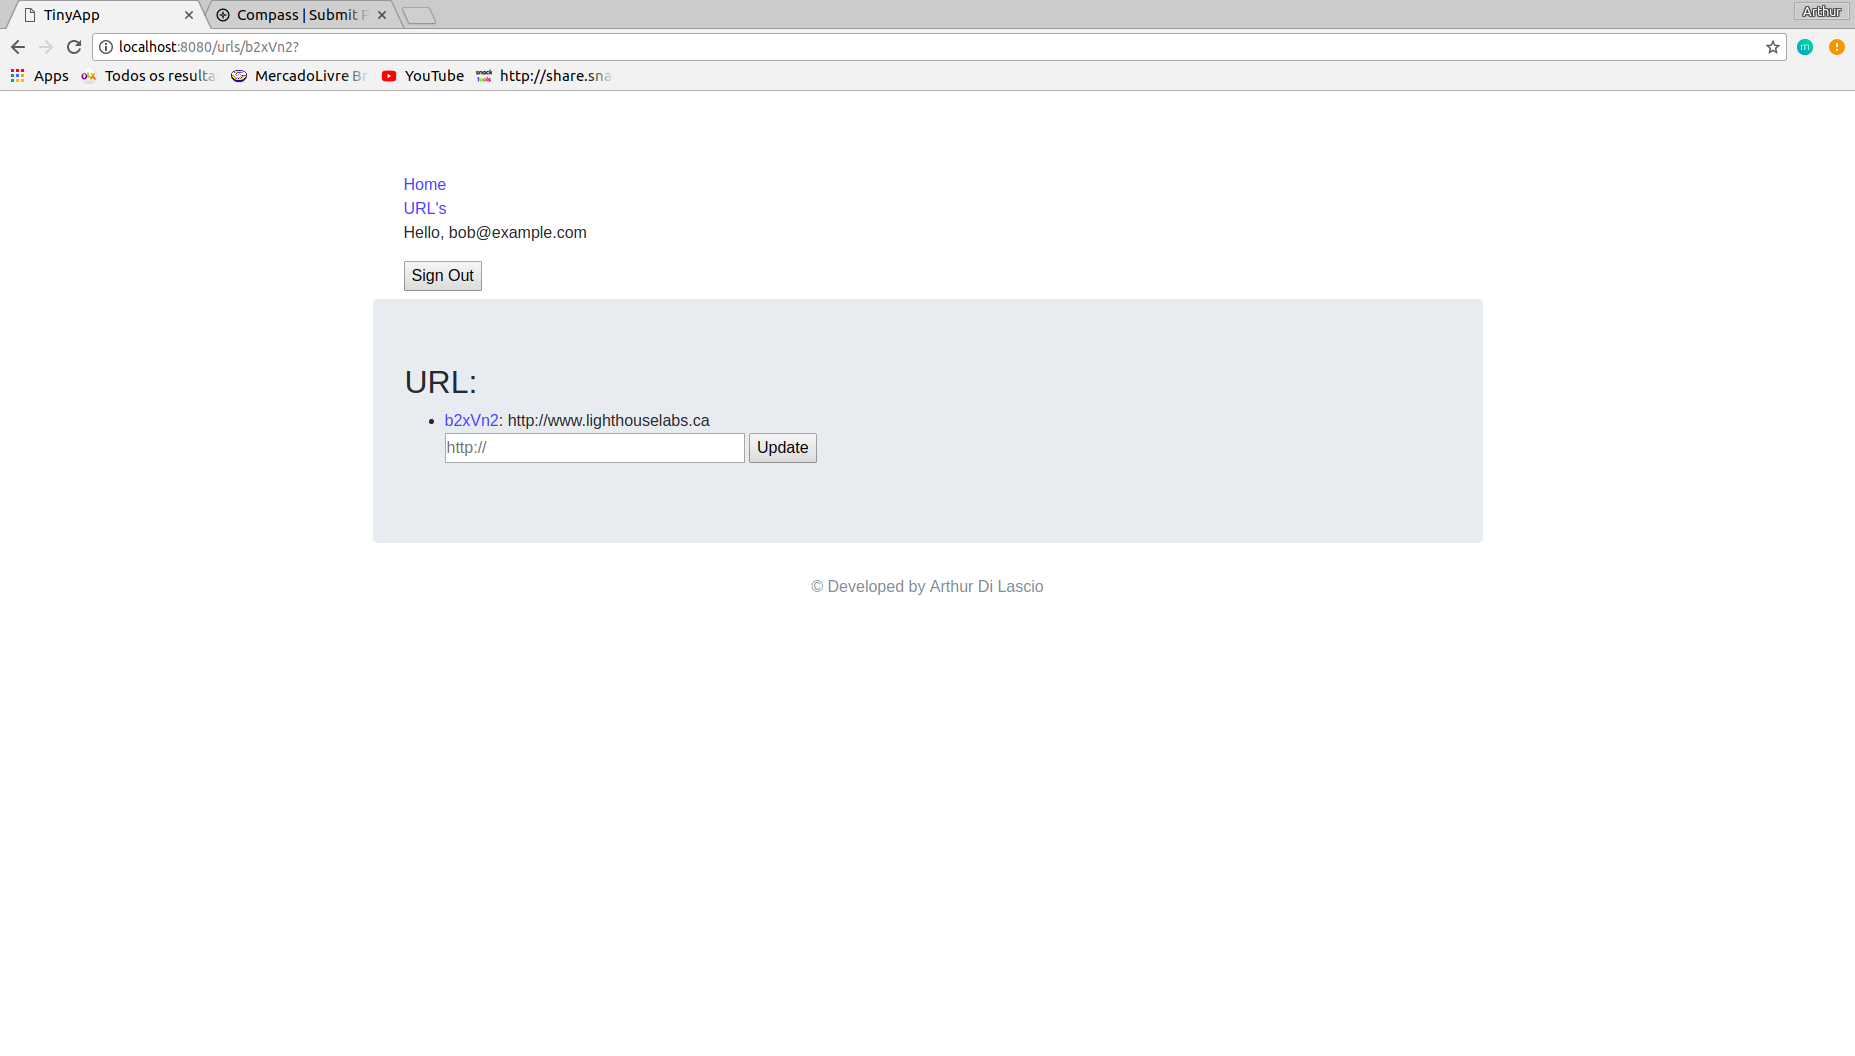 TinyApp
Compass | Submit P
Arthur
localhost:8080/urls/b2xVn2?
Apps
Todos os resulta
MercadoLivre Br
YouTube
http://share.sna
Home
URL's
Hello, bob@example.com
Sign Out
URL:
b2xVn2: http://www.lighthouselabs.ca
http://
Update
© Developed by Arthur Di Lascio